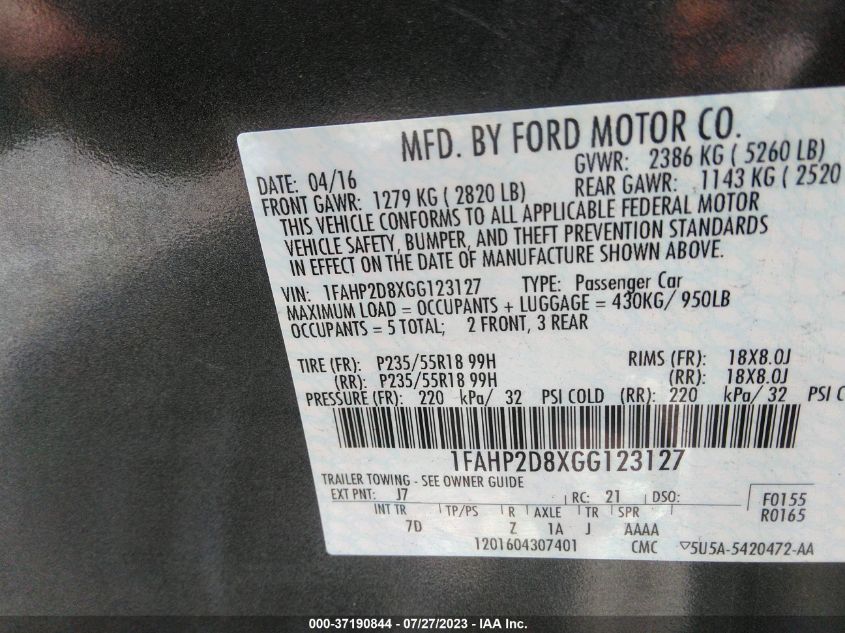 MFD. BY FORD MOTOR CO.
DATE: 04/16 GVWR: 2386 KG ( 5260 LB)
FRONT GAWR: 1279 KG ( 2820 LB) REAR GAWR: 1143 KG ( 2520
THIS VEHICLE CONFORMS TO ALL APPLICABLE FEDERAL MOTOR
VEHICLE SAFETY, BUMPER, AND THEFT PREVENTION STANDARDS
IN EFFECT ON THE DATE OF MANUFACTURE SHOWN ABOVE.
VIN: 1FAHP2D8XGG123127 TYPE: Passenger Car
MAXIMUM LOAD = OCCUPANTS + LUGGAGE = 430KG/ 950LB
OCCUPANTS = 5 TOTAL; 2 FRONT, 3 REAR
TIRE (FR): P235/55R18 99H RIMS (FR): 18X8.0J
(RR): P235/55R18 99H (RR): 18X8.0J
PRESSURE (FR): 220 kPa/ 32 PSI COLD (RR): 220 kPa/ 32 PSI C
1FAHP2D8XGG123127
TRAILER TOWING - SEE OWNER GUIDE
EXT PNT: J7 RC: 21 DSO: F0155
INT TR TP/PS R AXLE TR SPR R0165
7D Z 1A J AAAA
1201604307401 CMC 5U5A-5420472-AA
000-37190844 / 07/27/2023 - IAA Inc.